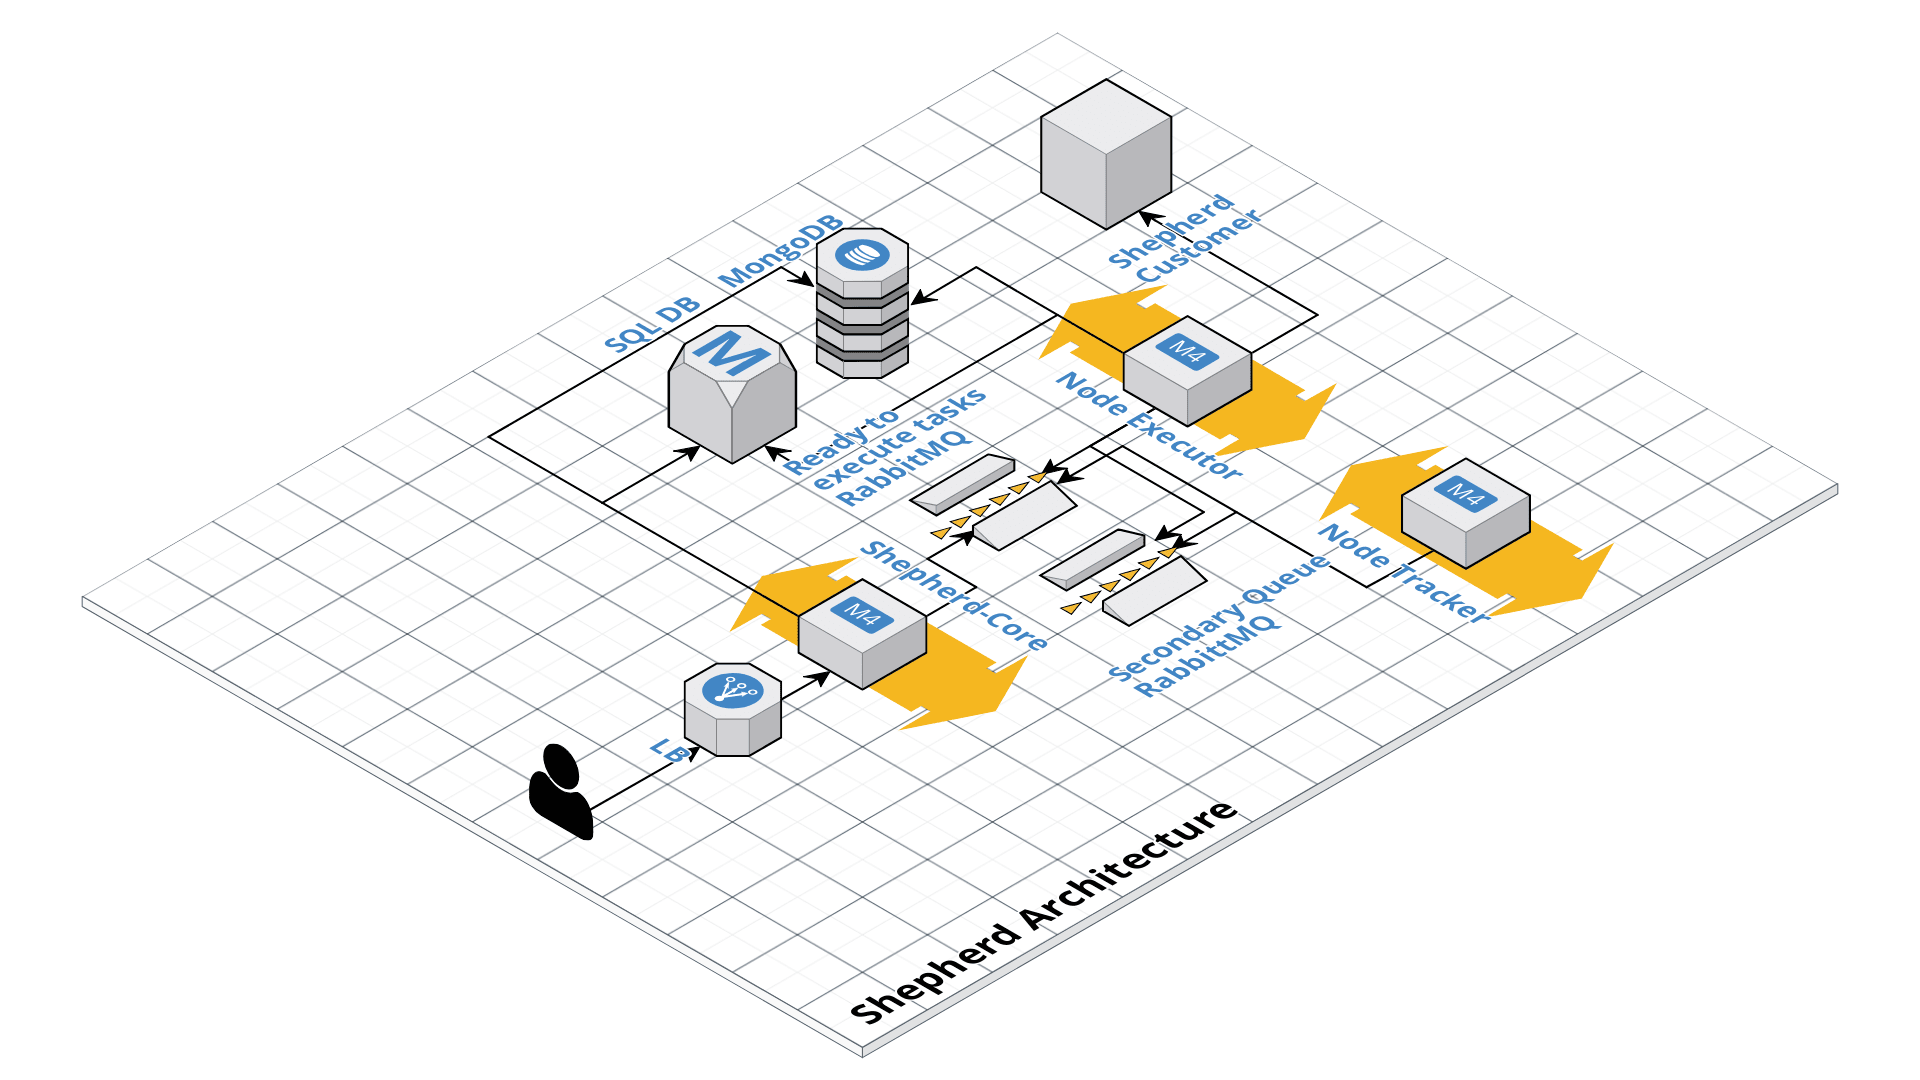 Shepherd
Customer
MongoDB
SQL DB
M
M4
Node Executor
Ready to
execute tasks
RabbitMQ
M4
Node Tracker
Shepherd-Core
M4
Secondary Queue
RabbittMQ
LB
Shepherd Architecture